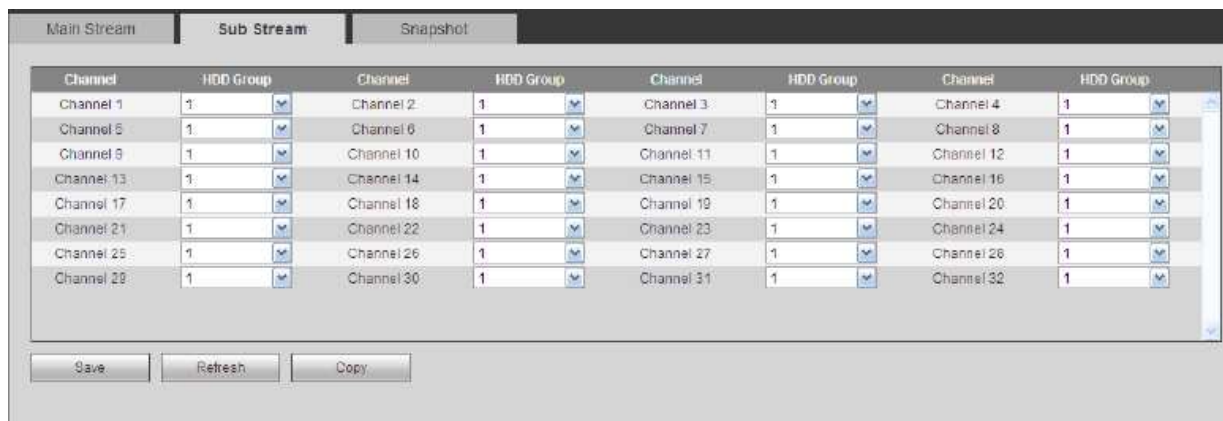 Main Stream Sub Stream Snapshot
Channel HDD Group Channel HDD Group Channel HDD Group Channel HDD Group
Channel 1 1 Channel 2 1 Channel 3 1 Channel 4 1
Channel 5 1 Channel 6 1 Channel 7 1 Channel 8 1
Channel 9 1 Channel 10 1 Channel 11 1 Channel 12 1
Channel 13 1 Channel 14 1 Channel 15 1 Channel 16 1
Channel 17 1 Channel 18 1 Channel 19 1 Channel 20 1
Channel 21 1 Channel 22 1 Channel 23 1 Channel 24 1
Channel 25 1 Channel 26 1 Channel 27 1 Channel 28 1
Channel 29 1 Channel 30 1 Channel 31 1 Channel 32 1
Save Refresh Copy